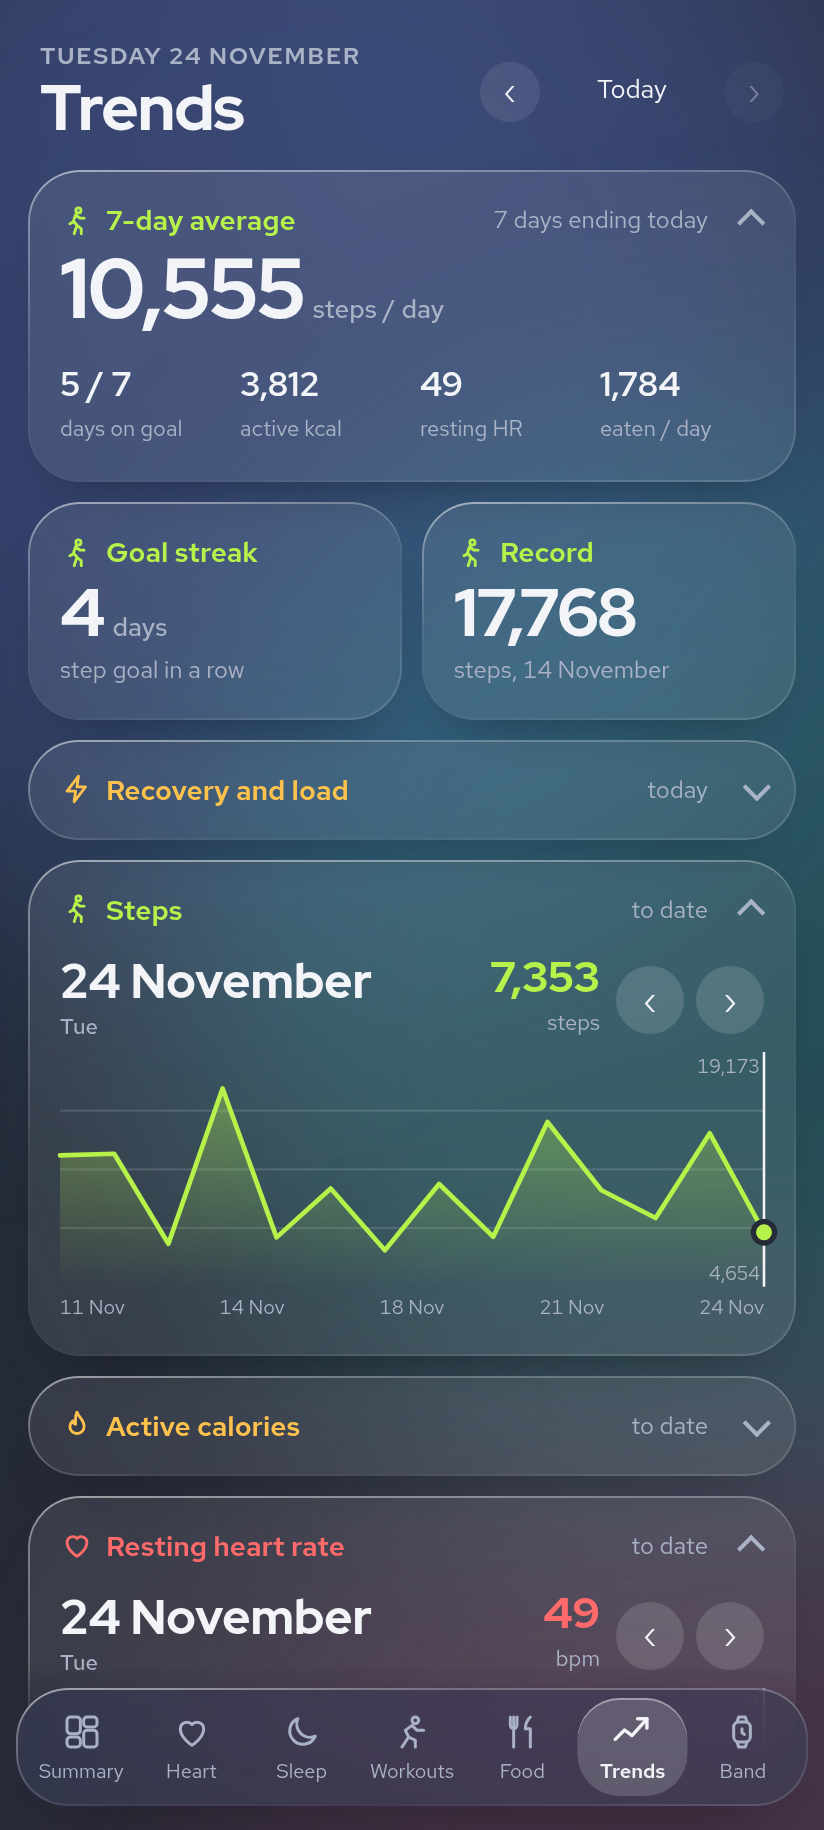 TUESDAY 24 NOVEMBER
Trends
Today
7-day average
7 days ending today
10,555 steps / day
5 / 7
3,812
49
1,784
days on goal
active kcal
resting HR
eaten / day
Goal streak
4 days
step goal in a row
Record
17,768
steps, 14 November
Recovery and load
today
Steps
to date
24 November
Tue
7,353
steps
19,173
4,654
11 Nov
14 Nov
18 Nov
21 Nov
24 Nov
Active calories
to date
Resting heart rate
to date
24 November
Tue
49
bpm
Summary
Heart
Sleep
Workouts
Food
Trends
Band